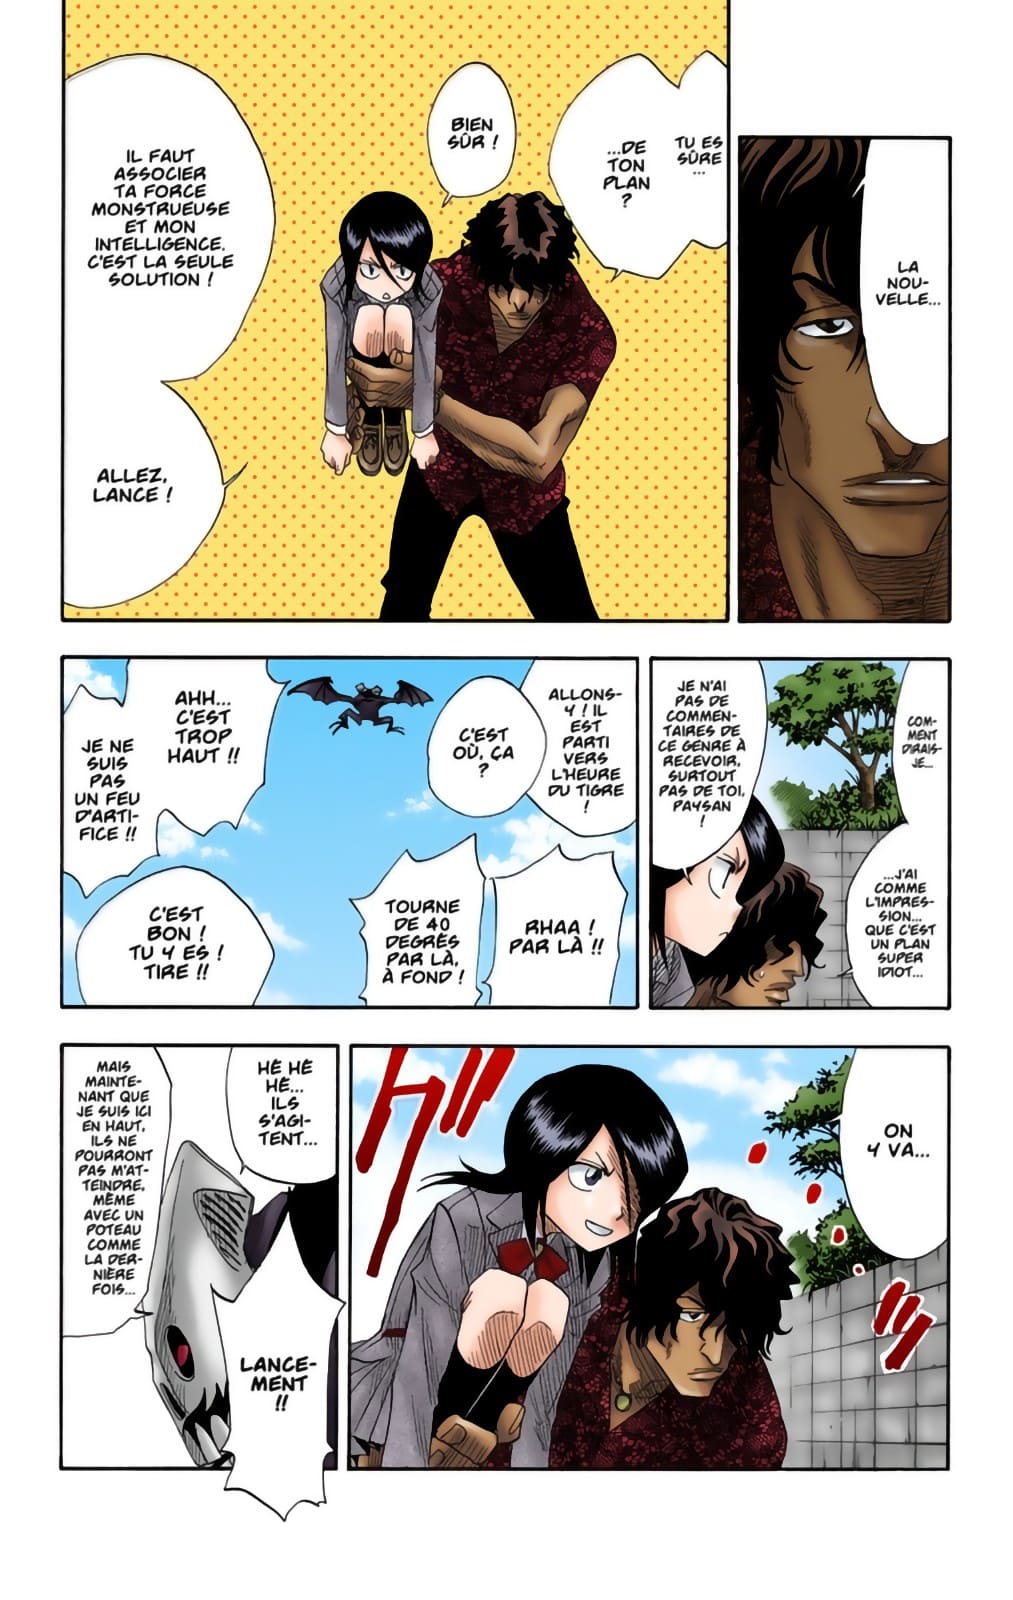 LA
NOU-
VELLE...
TU ES
SÛRE
...
...DE
TON
PLAN
?
BIEN
SÛR !
IL FAUT
ASSOCIER
TA FORCE
MONSTRUEUSE
ET MON
INTELLIGENCE.
C'EST LA SEULE
SOLUTION !
ALLEZ,
LANCE !
COM-
MENT
DIRAIS-
JE...
...J'AI
COMME
L'IMPRES-
SION...
QUE C'EST
UN PLAN
SUPER
IDIOT...
JE N'AI
PAS DE
COMMEN-
TAIRES DE
CE GENRE À
RECEVOIR,
SURTOUT
PAS DE TOI,
PAYSAN
!
ALLONS-
Y ! IL
EST
PARTI
VERS
L'HEURE
DU TIGRE
!
C'EST
OÙ, ÇA
?
RHAA !
PAR LÀ !!
TOURNE
DE 40
DEGRÈS
PAR LÀ,
À FOND !
AHH...
C'EST
TROP
HAUT !!
JE NE
SUIS
PAS
UN FEU
D'ARTI-
FICE !!
C'EST
BON !
TU Y ES !
TIRE !!
ON
Y VA...
グッ
ググッ
HÉ HÉ
HÉ...
ILS
S'AGI-
TENT...
MAIS
MAINTE-
NANT QUE
JE SUIS ICI
EN HAUT,
ILS NE
POURRONT
PAS M'AT-
TEINDRE,
MÊME
AVEC UN
POTEAU
COMME
LA DER-
NIÈRE
FOIS...
LANCE-
MENT
!!